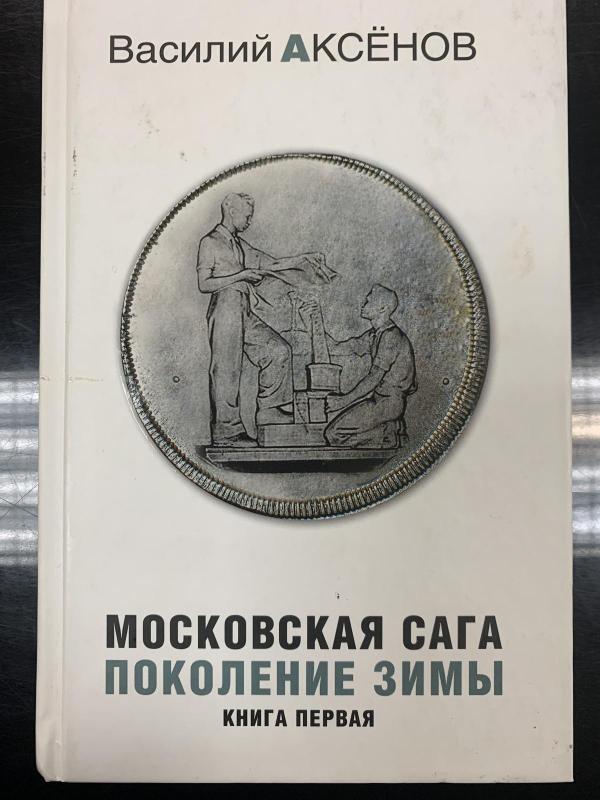 Василий АКСЁНОВ
МОСКОВСКАЯ САГА
ПОКОЛЕНИЕ ЗИМЫ
КНИГА ПЕРВАЯ